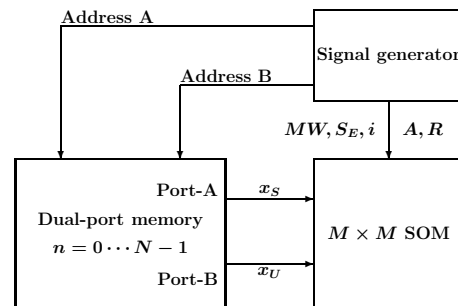 Address A
Signal generator
Address B
MW, S_E, i
A, R
Port-A
x_S
Dual-port memory
M × M SOM
n = 0 ⋯ N − 1
Port-B
x_U